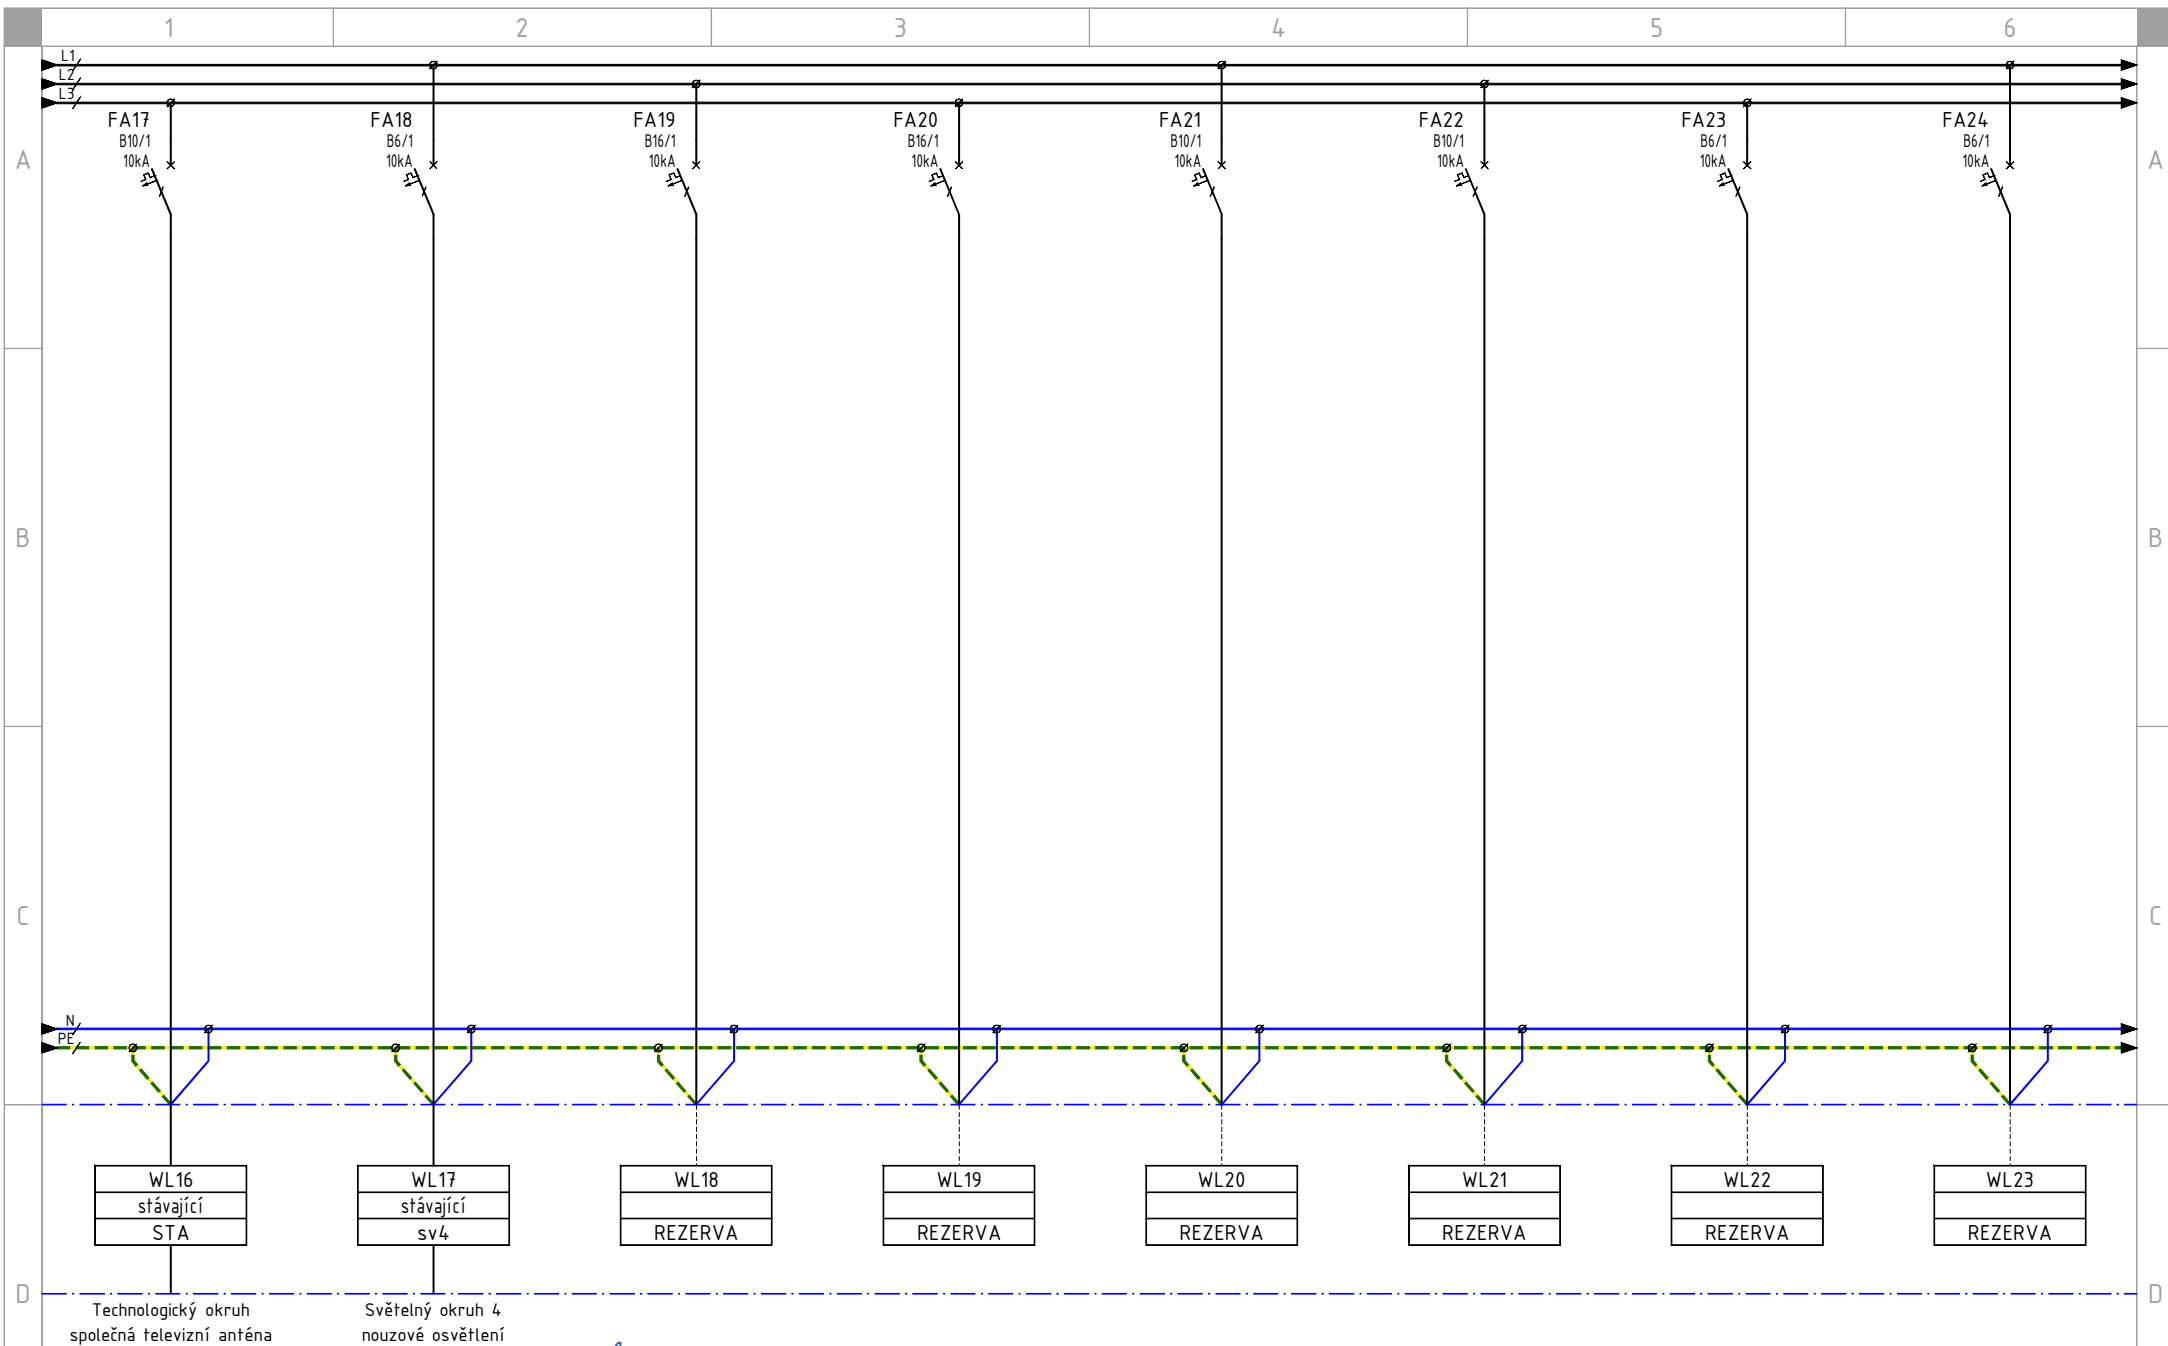 1 2 3 4 5 6
L1
L2
L3
FA17 FA18 FA19 FA20 FA21 FA22 FA23 FA24
B10/1 B6/1 B16/1 B16/1 B10/1 B10/1 B6/1 B6/1
10kA 10kA 10kA 10kA 10kA 10kA 10kA 10kA
A A
B B
C C
N
PE
WL16 WL17 WL18 WL19 WL20 WL21 WL22 WL23
stávající stávající
STA sv4 REZERVA REZERVA REZERVA REZERVA REZERVA REZERVA
D D
Technologický okruh Světelný okruh 4
společná televizní anténa nouzové osvětlení